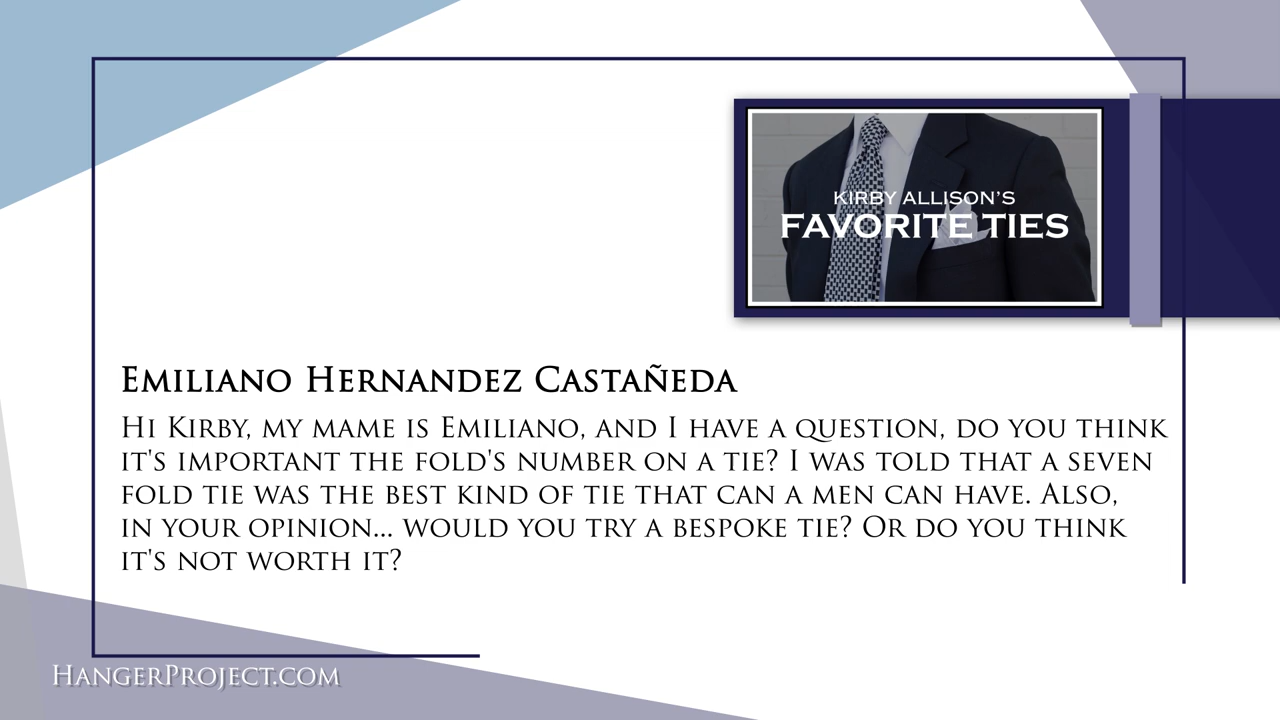 KIRBY ALLISON'S
FAVORITE TIES
EMILIANO HERNANDEZ CASTAÑEDA
HI KIRBY, MY MAME IS EMILIANO, AND I HAVE A QUESTION, DO YOU THINK
IT'S IMPORTANT THE FOLD'S NUMBER ON A TIE? I WAS TOLD THAT A SEVEN
FOLD TIE WAS THE BEST KIND OF TIE THAT CAN A MEN CAN HAVE. ALSO,
IN YOUR OPINION... WOULD YOU TRY A BESPOKE TIE? OR DO YOU THINK
IT'S NOT WORTH IT?
HANGERPROJECT.COM